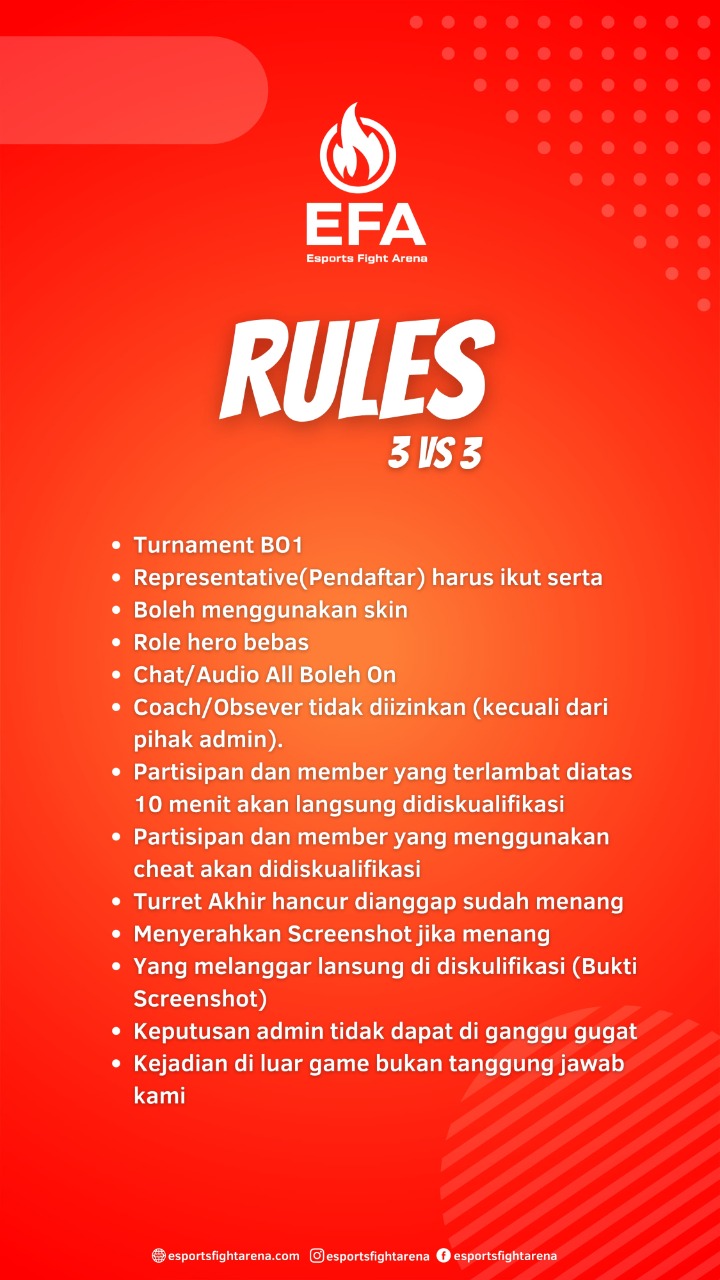 EFA
Esports Fight Arena
RULES
3 VS 3
• Turnament BO1
• Representative(Pendaftar) harus ikut serta
• Boleh menggunakan skin
• Role hero bebas
• Chat/Audio All Boleh On
• Coach/Obsever tidak diizinkan (kecuali dari
pihak admin).
• Partisipan dan member yang terlambat diatas
10 menit akan langsung didiskualifikasi
• Partisipan dan member yang menggunakan
cheat akan didiskualifikasi
• Turret Akhir hancur dianggap sudah menang
• Menyerahkan Screenshot jika menang
• Yang melanggar lansung di diskulifikasi (Bukti
Screenshot)
• Keputusan admin tidak dapat di ganggu gugat
• Kejadian di luar game bukan tanggung jawab
kami
esportsfightarena.com esportsfightarena esportsfightarena